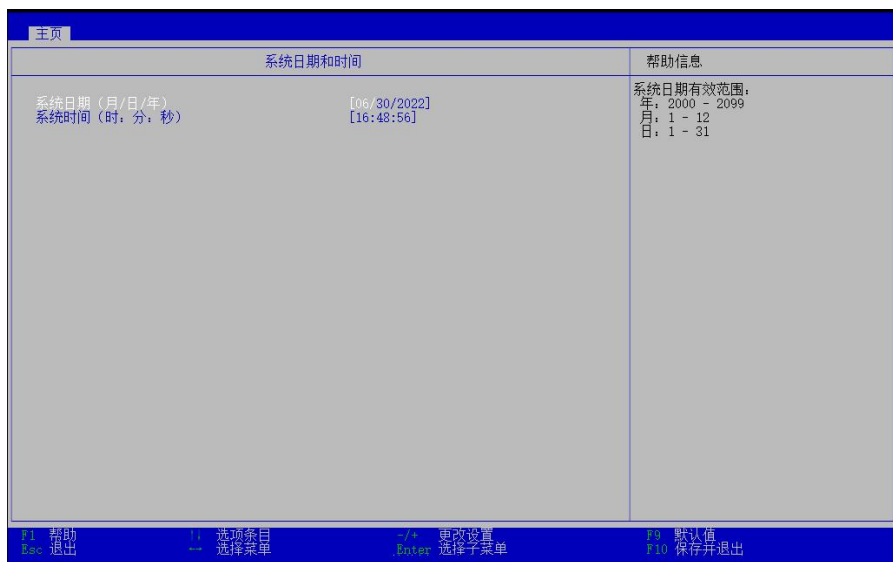 主页
系统日期和时间
帮助信息
系统日期（月/日/年） [06/30/2022]
系统时间（时：分：秒） [16:48:56]
系统日期有效范围：
年：2000 - 2099
月：1 - 12
日：1 - 31
F1 帮助 ↑↓ 选项条目 -/+ 更改设置 F9 默认值
Esc 退出 ←→ 选择菜单 Enter 选择子菜单 F10 保存并退出